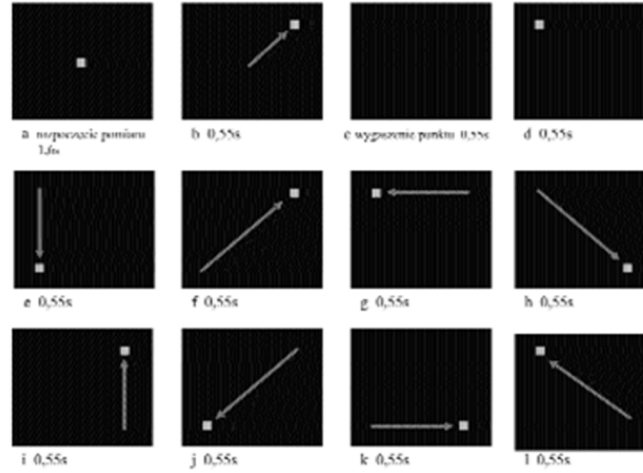 a rozpoczęcie pomiaru
1,6s
b 0,55s
c wygaszenie punktu 0,55s
d 0,55s
e 0,55s
f 0,55s
g 0,55s
h 0,55s
i 0,55s
j 0,55s
k 0,55s
l 0,55s